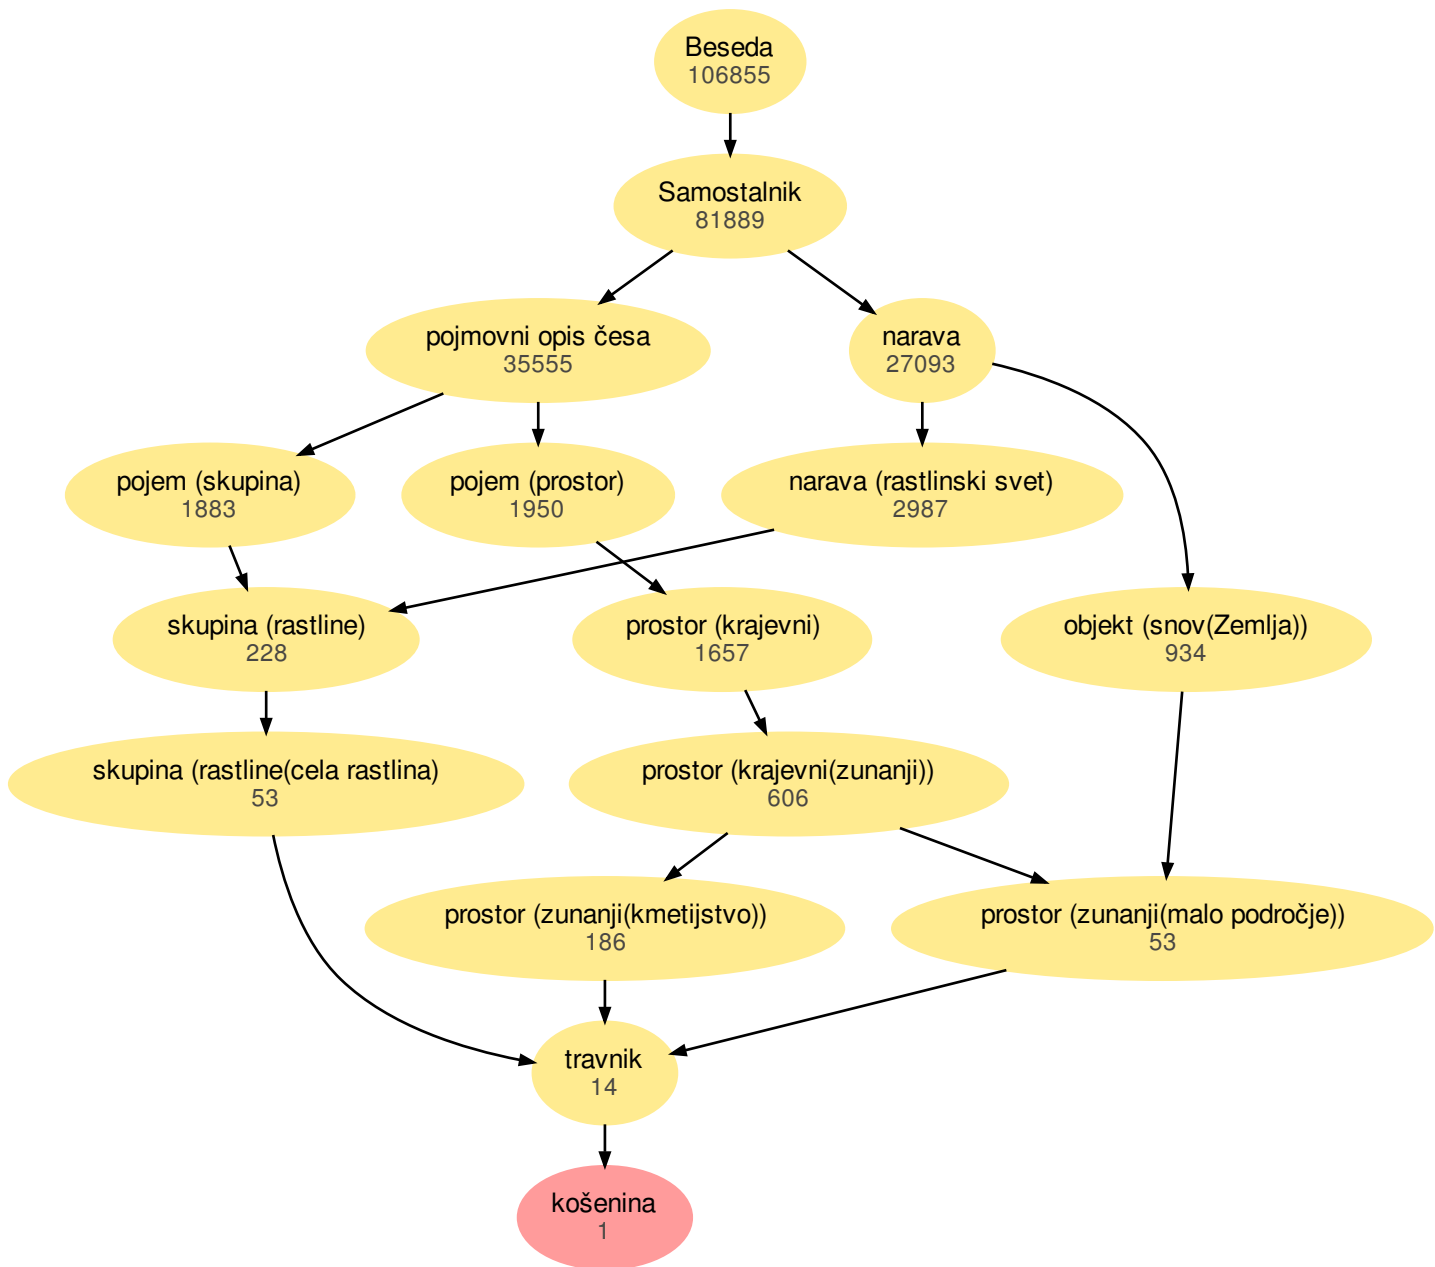 Beseda
106855
Samostalnik
81889
pojmovni opis česa
35555
narava
27093
pojem (skupina)
1883
pojem (prostor)
1950
narava (rastlinski svet)
2987
skupina (rastline)
228
prostor (krajevni)
1657
objekt (snov(Zemlja))
934
skupina (rastline(cela rastlina)
53
prostor (krajevni(zunanji))
606
prostor (zunanji(kmetijstvo))
186
prostor (zunanji(malo področje))
53
travnik
14
košenina
1